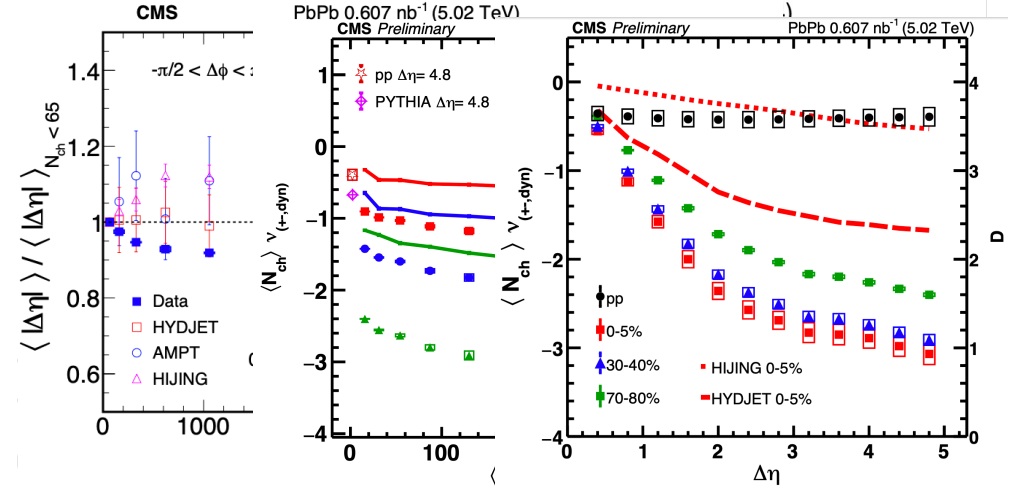 CMS
⟨ |Δη| ⟩ / ⟨ |Δη| ⟩ N_ch < 65
1.4
1.2
1
0.8
0.6
-π/2 < Δϕ <
Data
HYDJET
AMPT
HIJING
0
1000
PbPb 0.607 nb⁻¹ (5.02 TeV)
CMS Preliminary
⟨N_ch⟩ ν_(+-,dyn)
1
0
−1
−2
−3
−4
pp Δη= 4.8
PYTHIA Δη= 4.8
0
100
⟨
)
CMS Preliminary
PbPb 0.607 nb⁻¹ (5.02 TeV)
⟨ N_ch ⟩ ν_(+-,dyn)
0
−1
−2
−3
−4
pp
0-5%
30-40%
70-80%
HIJING 0-5%
HYDJET 0-5%
0
1
2
3
4
5
Δη
4
3
2
1
0
D